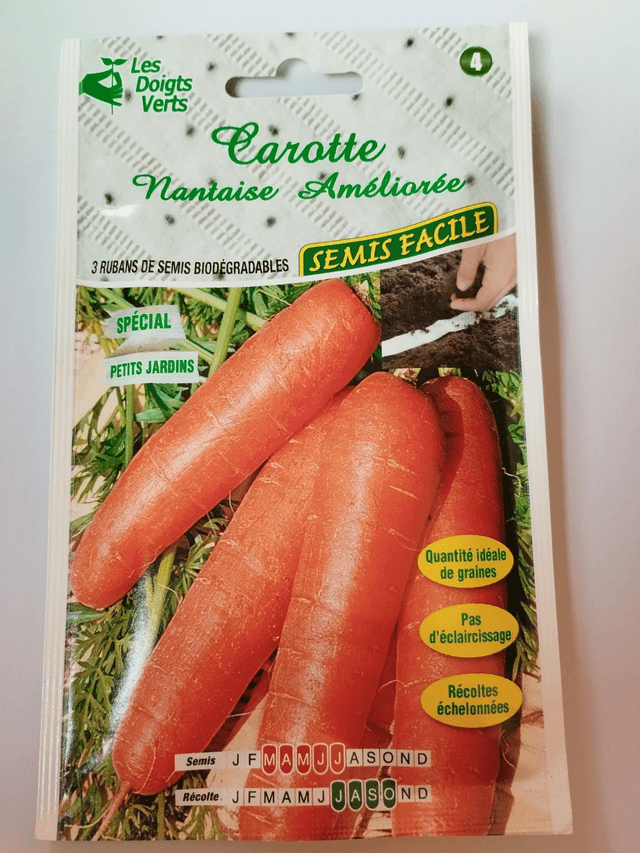 Les
Doigts
Verts
4
Carotte
Nantaise Améliorée
3 RUBANS DE SEMIS BIODÉGRADABLES
SEMIS FACILE
SPÉCIAL
PETITS JARDINS
Quantité idéale
de graines
Pas
d'éclaircissage
Récoltes
échelonnées
Semis J F M A M J J A S O N D
Récolte J F M A M J J A S O N D